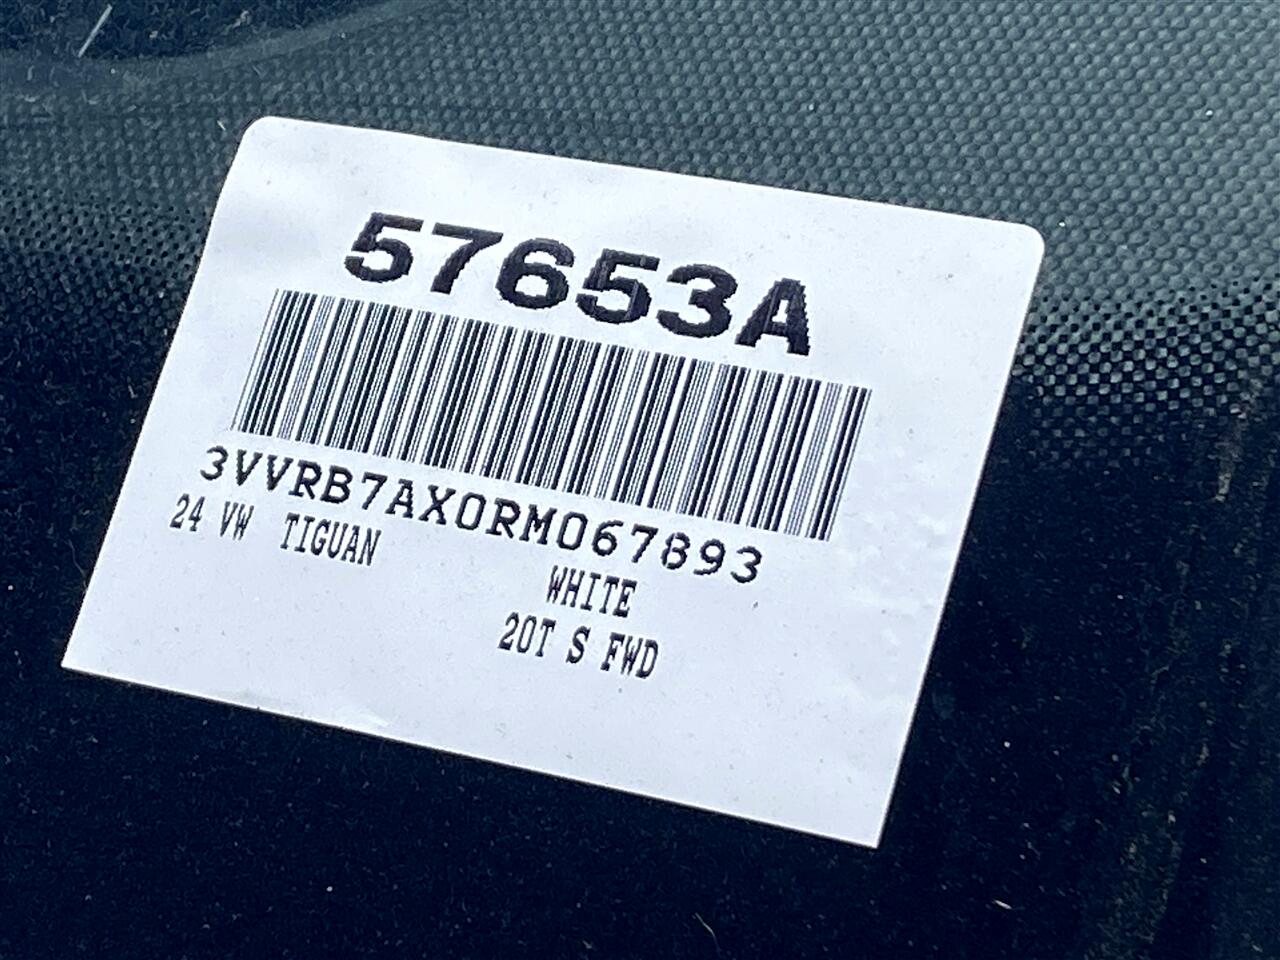 57653A
3VVRB7AX0RM067893
24 VW TIGUAN
WHITE
20T S FWD